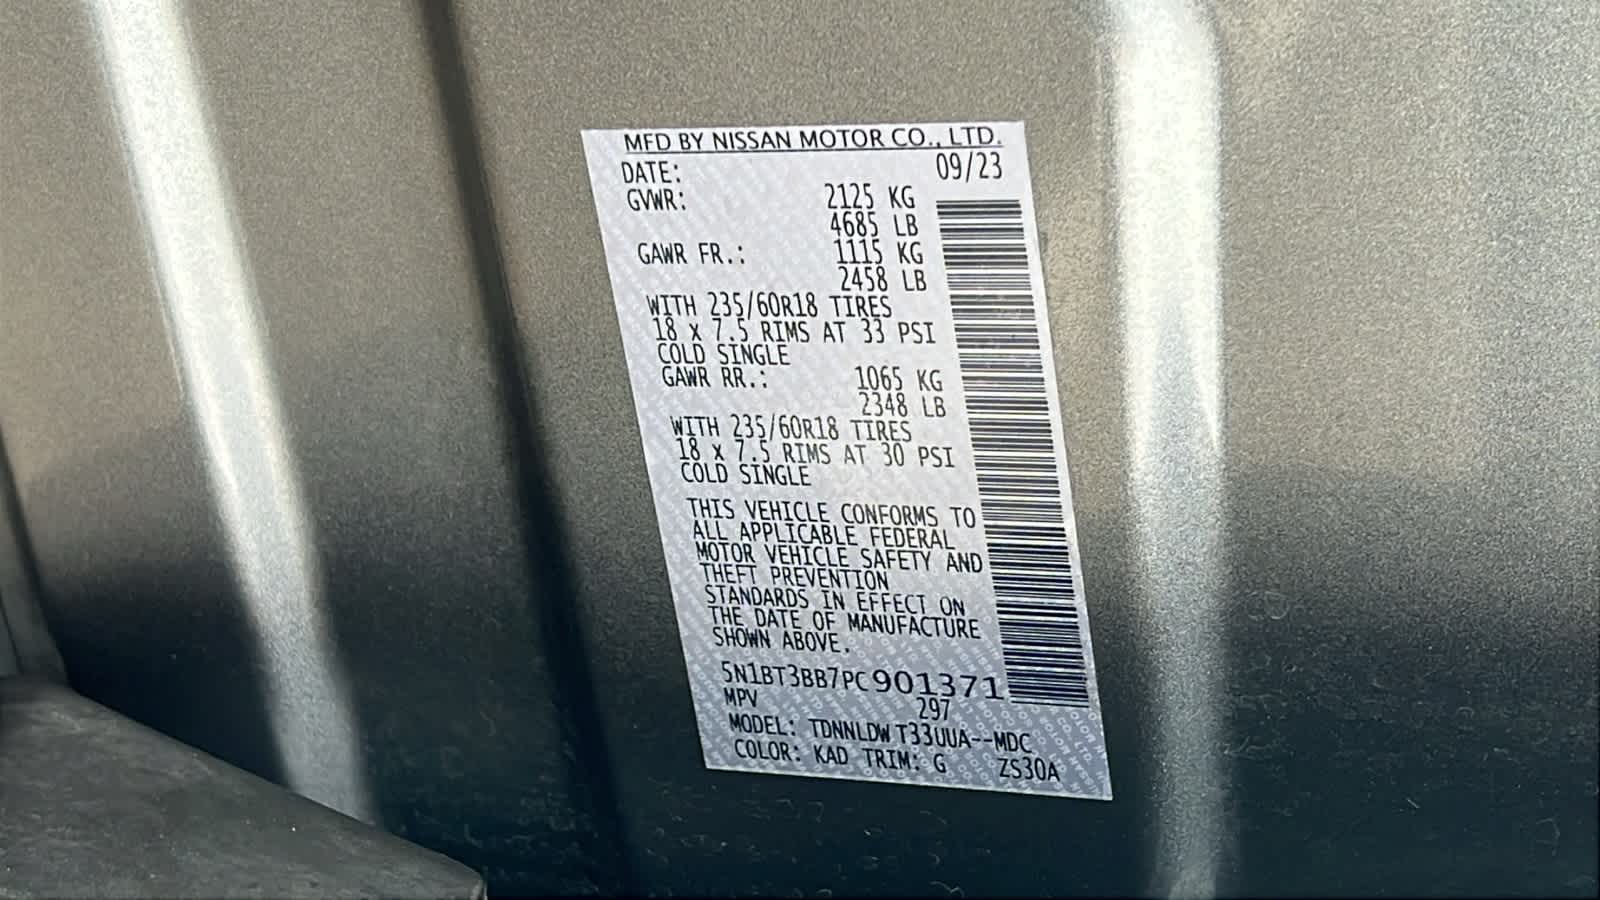 MFD BY NISSAN MOTOR CO., LTD.
DATE: 09/23
GVWR: 2125 KG
4685 LB
GAWR FR.: 1115 KG
2458 LB
WITH 235/60R18 TIRES
18 x 7.5 RIMS AT 33 PSI
COLD SINGLE
GAWR RR.: 1065 KG
2348 LB
WITH 235/60R18 TIRES
18 x 7.5 RIMS AT 30 PSI
COLD SINGLE
THIS VEHICLE CONFORMS TO
ALL APPLICABLE FEDERAL
MOTOR VEHICLE SAFETY AND
THEFT PREVENTION
STANDARDS IN EFFECT ON
THE DATE OF MANUFACTURE
SHOWN ABOVE.
5N1BT3BB7PC901371
MPV 297
MODEL: TDNNLDW T33UUA--MDC
COLOR: KAD TRIM: G ZS30A